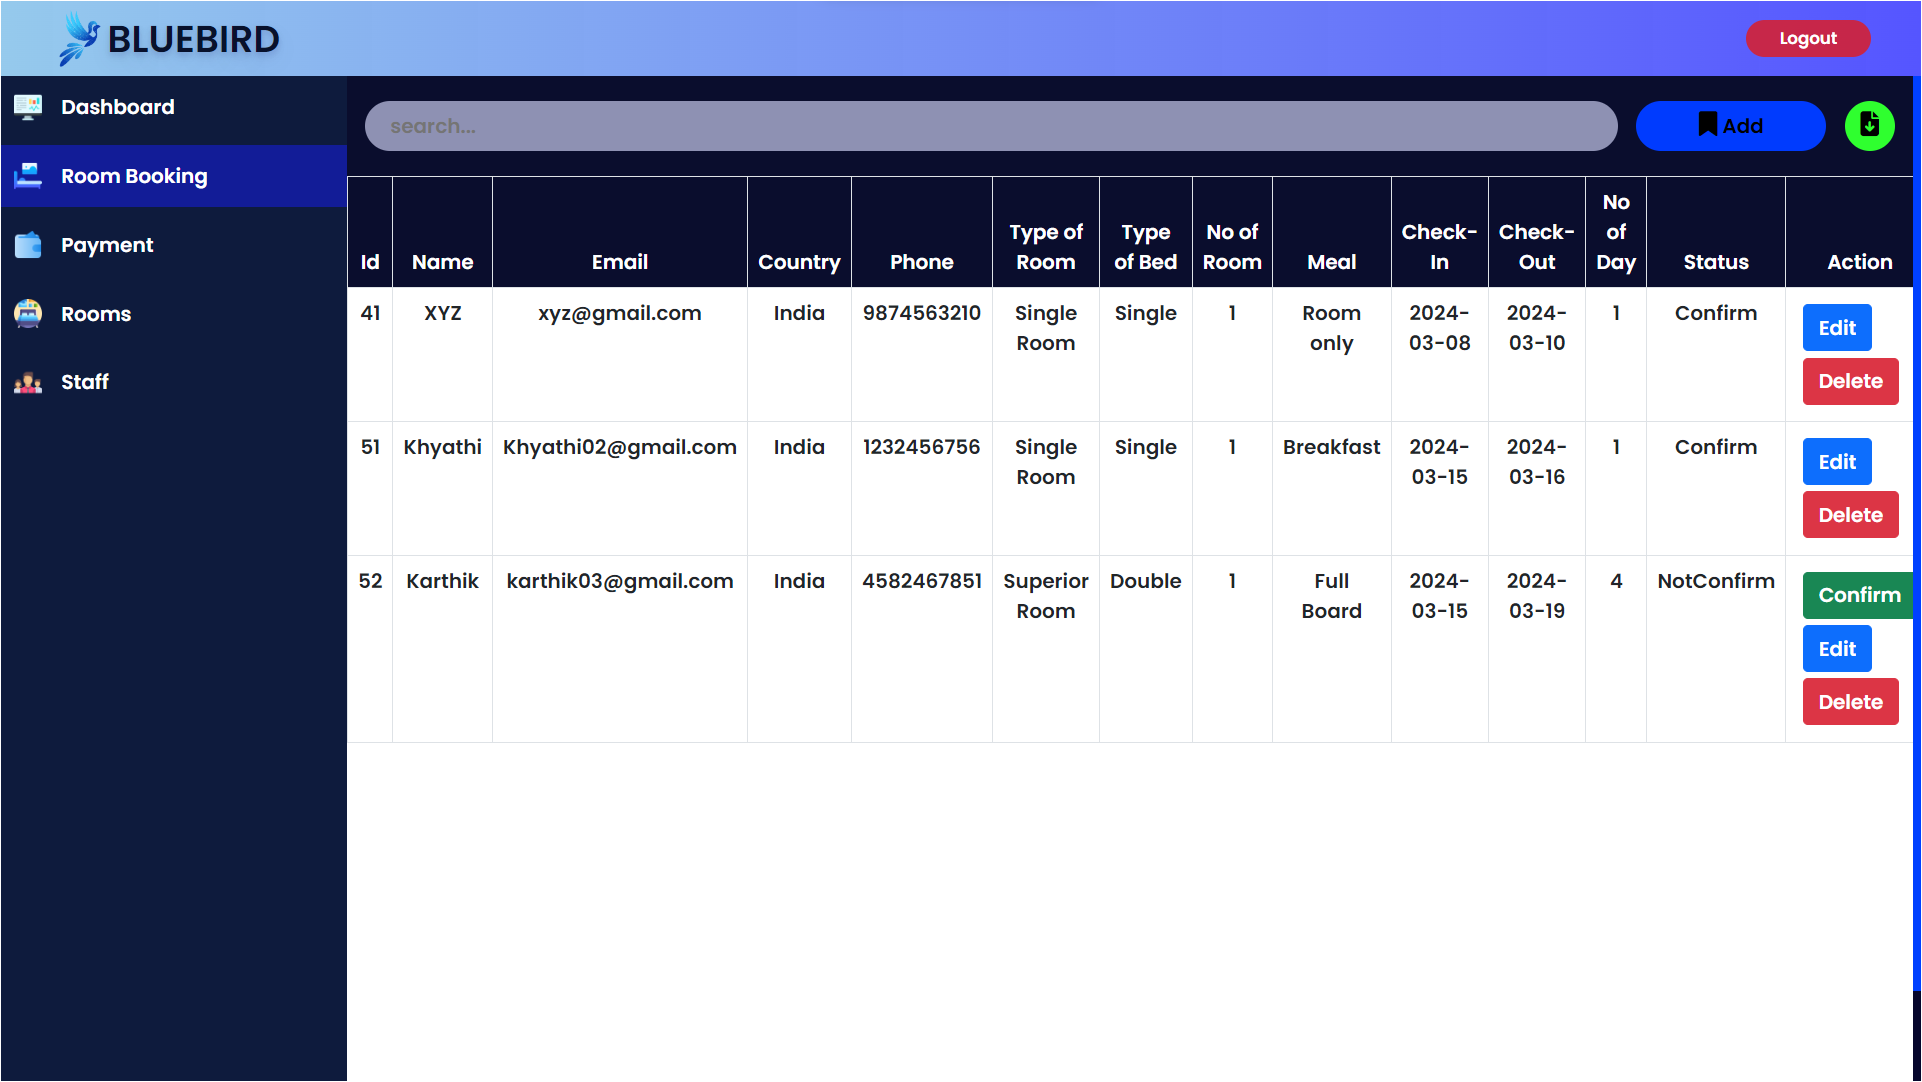 BLUEBIRD
Logout
Dashboard
Room Booking
Payment
Rooms
Staff
search...
Add
Id Name Email Country Phone Type of Room Type of Bed No of Room Meal Check-In Check-Out No of Day Status Action
41 XYZ xyz@gmail.com India 9874563210 Single Room Single 1 Room only 2024-03-08 2024-03-10 1 Confirm Edit Delete
51 Khyathi Khyathi02@gmail.com India 1232456756 Single Room Single 1 Breakfast 2024-03-15 2024-03-16 1 Confirm Edit Delete
52 Karthik karthik03@gmail.com India 4582467851 Superior Room Double 1 Full Board 2024-03-15 2024-03-19 4 NotConfirm Confirm Edit Delete